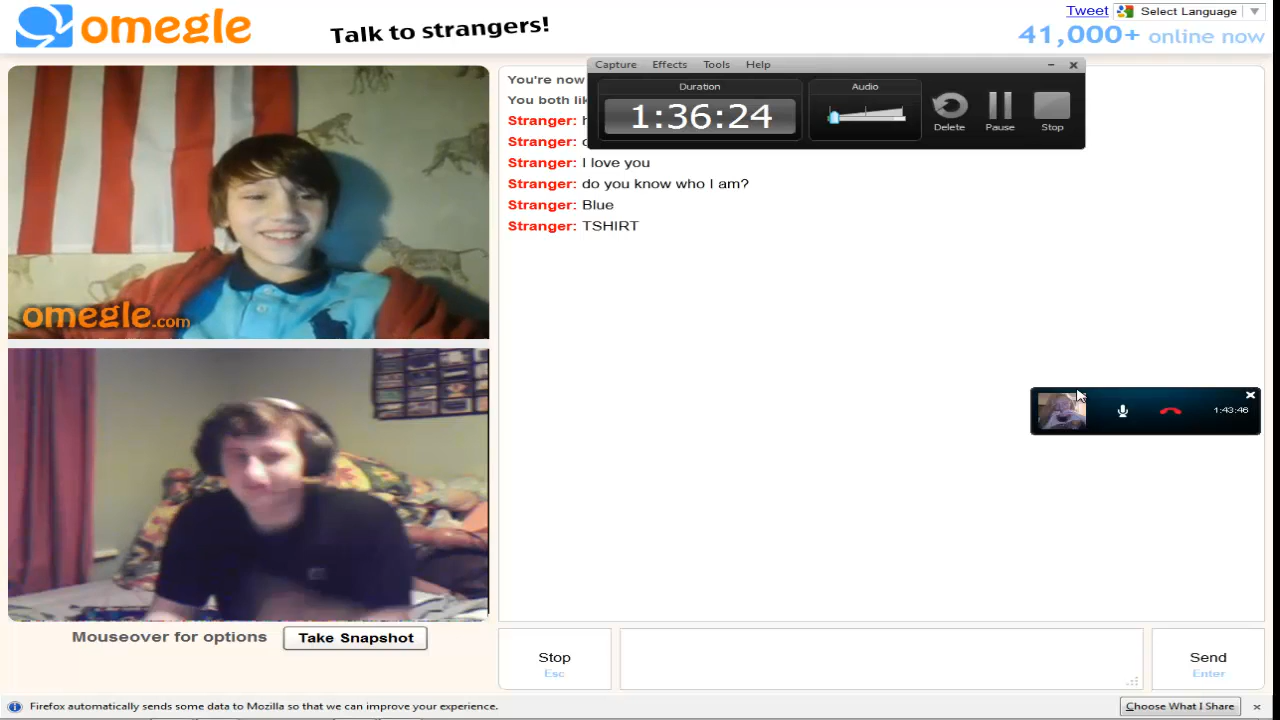 omegle
Talk to strangers!
Tweet
Select Language
41,000+ online now
Capture Effects Tools Help
Duration
Audio
1:36:24
Delete
Pause
Stop
You're now
You both
Stranger:
Stranger:
Stranger: I love you
Stranger: do you know who I am?
Stranger: Blue
Stranger: TSHIRT
omegle.com
1:43:46
Mouseover for options
Take Snapshot
Stop
Esc
Send
Enter
Firefox automatically sends some data to Mozilla so that we can improve your experience.
Choose What I Share